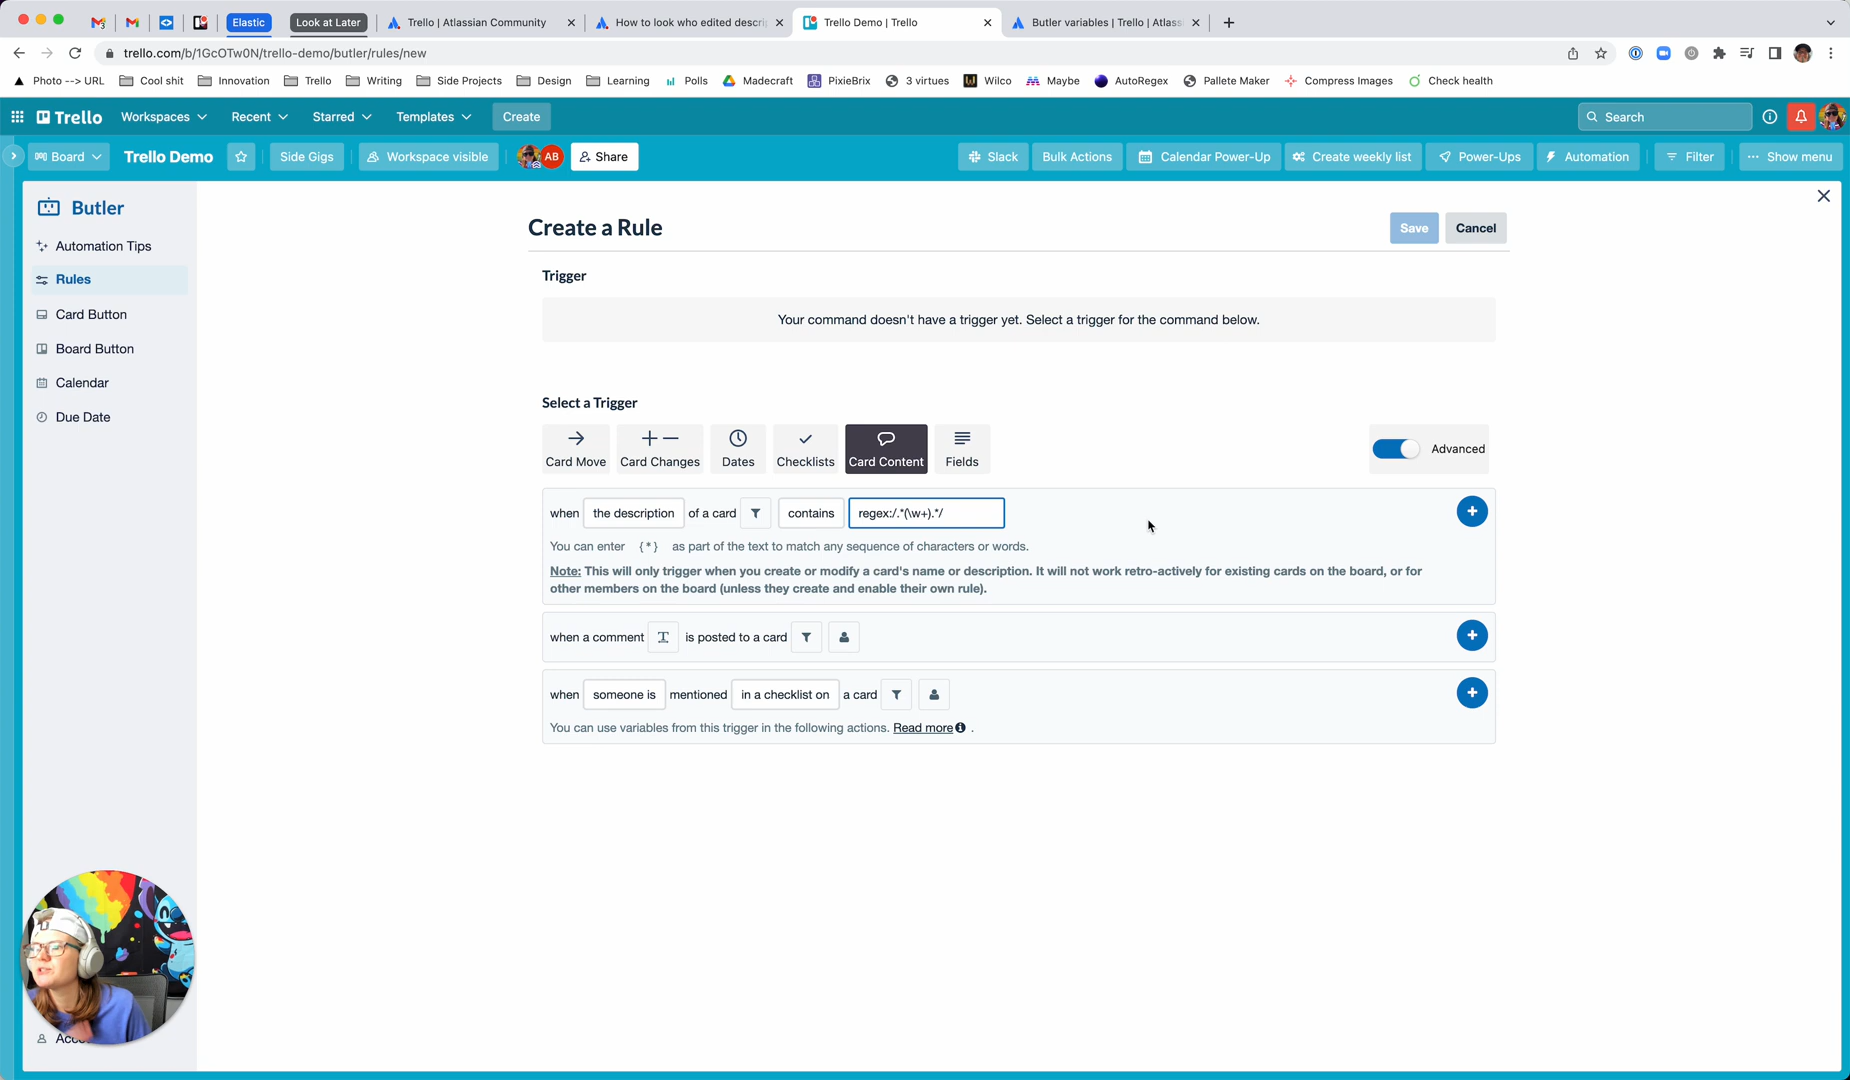 Elastic
Look at Later
Trello | Atlassian Community
How to look who edited descri
Trello Demo | Trello
Butler variables | Trello | Atlass
trello.com/b/1GcOTw0N/trello-demo/butler/rules/new
Photo --> URL
Cool shit
Innovation
Trello
Writing
Side Projects
Design
Learning
Polls
Madecraft
PixieBrix
3 virtues
Wilco
Maybe
AutoRegex
Pallete Maker
Compress Images
Check health
Trello
Workspaces
Recent
Starred
Templates
Create
Search
Board
Trello Demo
Side Gigs
Workspace visible
AB
Share
Slack
Bulk Actions
Calendar Power-Up
Create weekly list
Power-Ups
Automation
Filter
Show menu
Butler
Automation Tips
Rules
Card Button
Board Button
Calendar
Due Date
Create a Rule
Save
Cancel
Trigger
Your command doesn't have a trigger yet. Select a trigger for the command below.
Select a Trigger
Card Move
Card Changes
Dates
Checklists
Card Content
Fields
Advanced
when the description of a card contains regex:/.*(\w+).*/
You can enter {*} as part of the text to match any sequence of characters or words.
Note: This will only trigger when you create or modify a card's name or description. It will not work retro-actively for existing cards on the board, or for
other members on the board (unless they create and enable their own rule).
when a comment is posted to a card
when someone is mentioned in a checklist on a card
You can use variables from this trigger in the following actions. Read more .